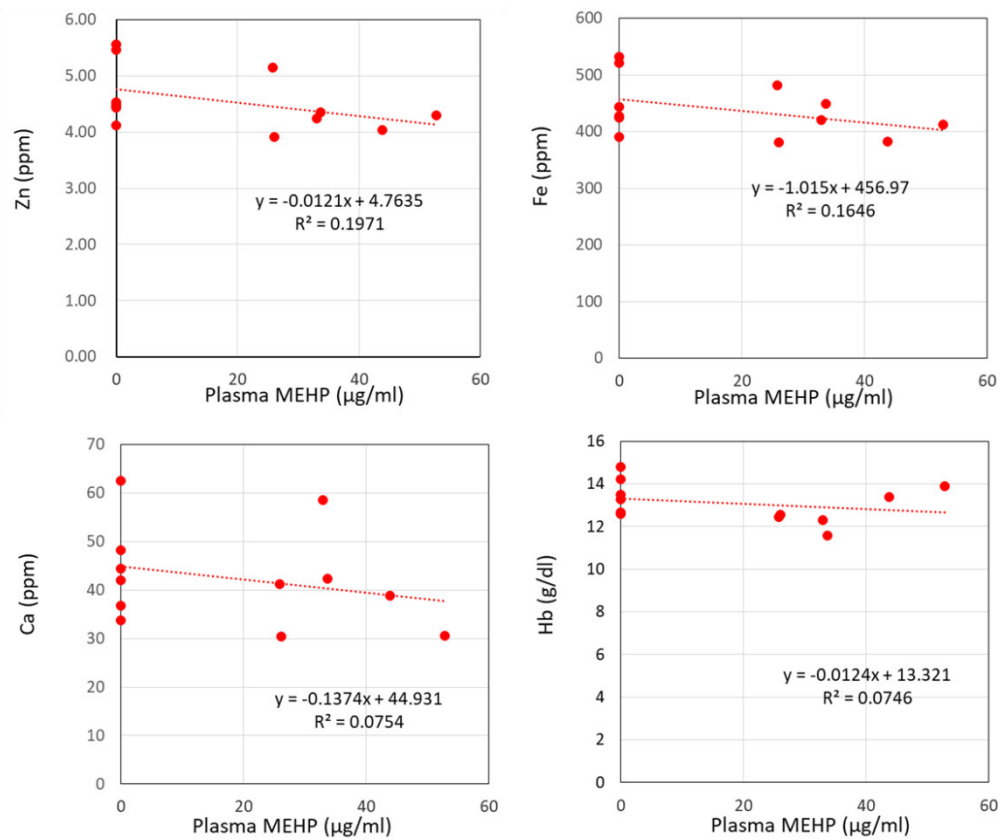 6.00
5.00
4.00
3.00
2.00
1.00
0.00
Zn (ppm)
y = -0.0121x + 4.7635
R² = 0.1971
0 20 40 60
Plasma MEHP (µg/ml)
600
500
400
300
200
100
0
Fe (ppm)
y = -1.015x + 456.97
R² = 0.1646
0 20 40 60
Plasma MEHP (µg/ml)
70
60
50
40
30
20
10
0
Ca (ppm)
y = -0.1374x + 44.931
R² = 0.0754
0 20 40 60
Plasma MEHP (µg/ml)
16
14
12
10
8
6
4
2
0
Hb (g/dl)
y = -0.0124x + 13.321
R² = 0.0746
0 20 40 60
Plasma MEHP (µg/ml)